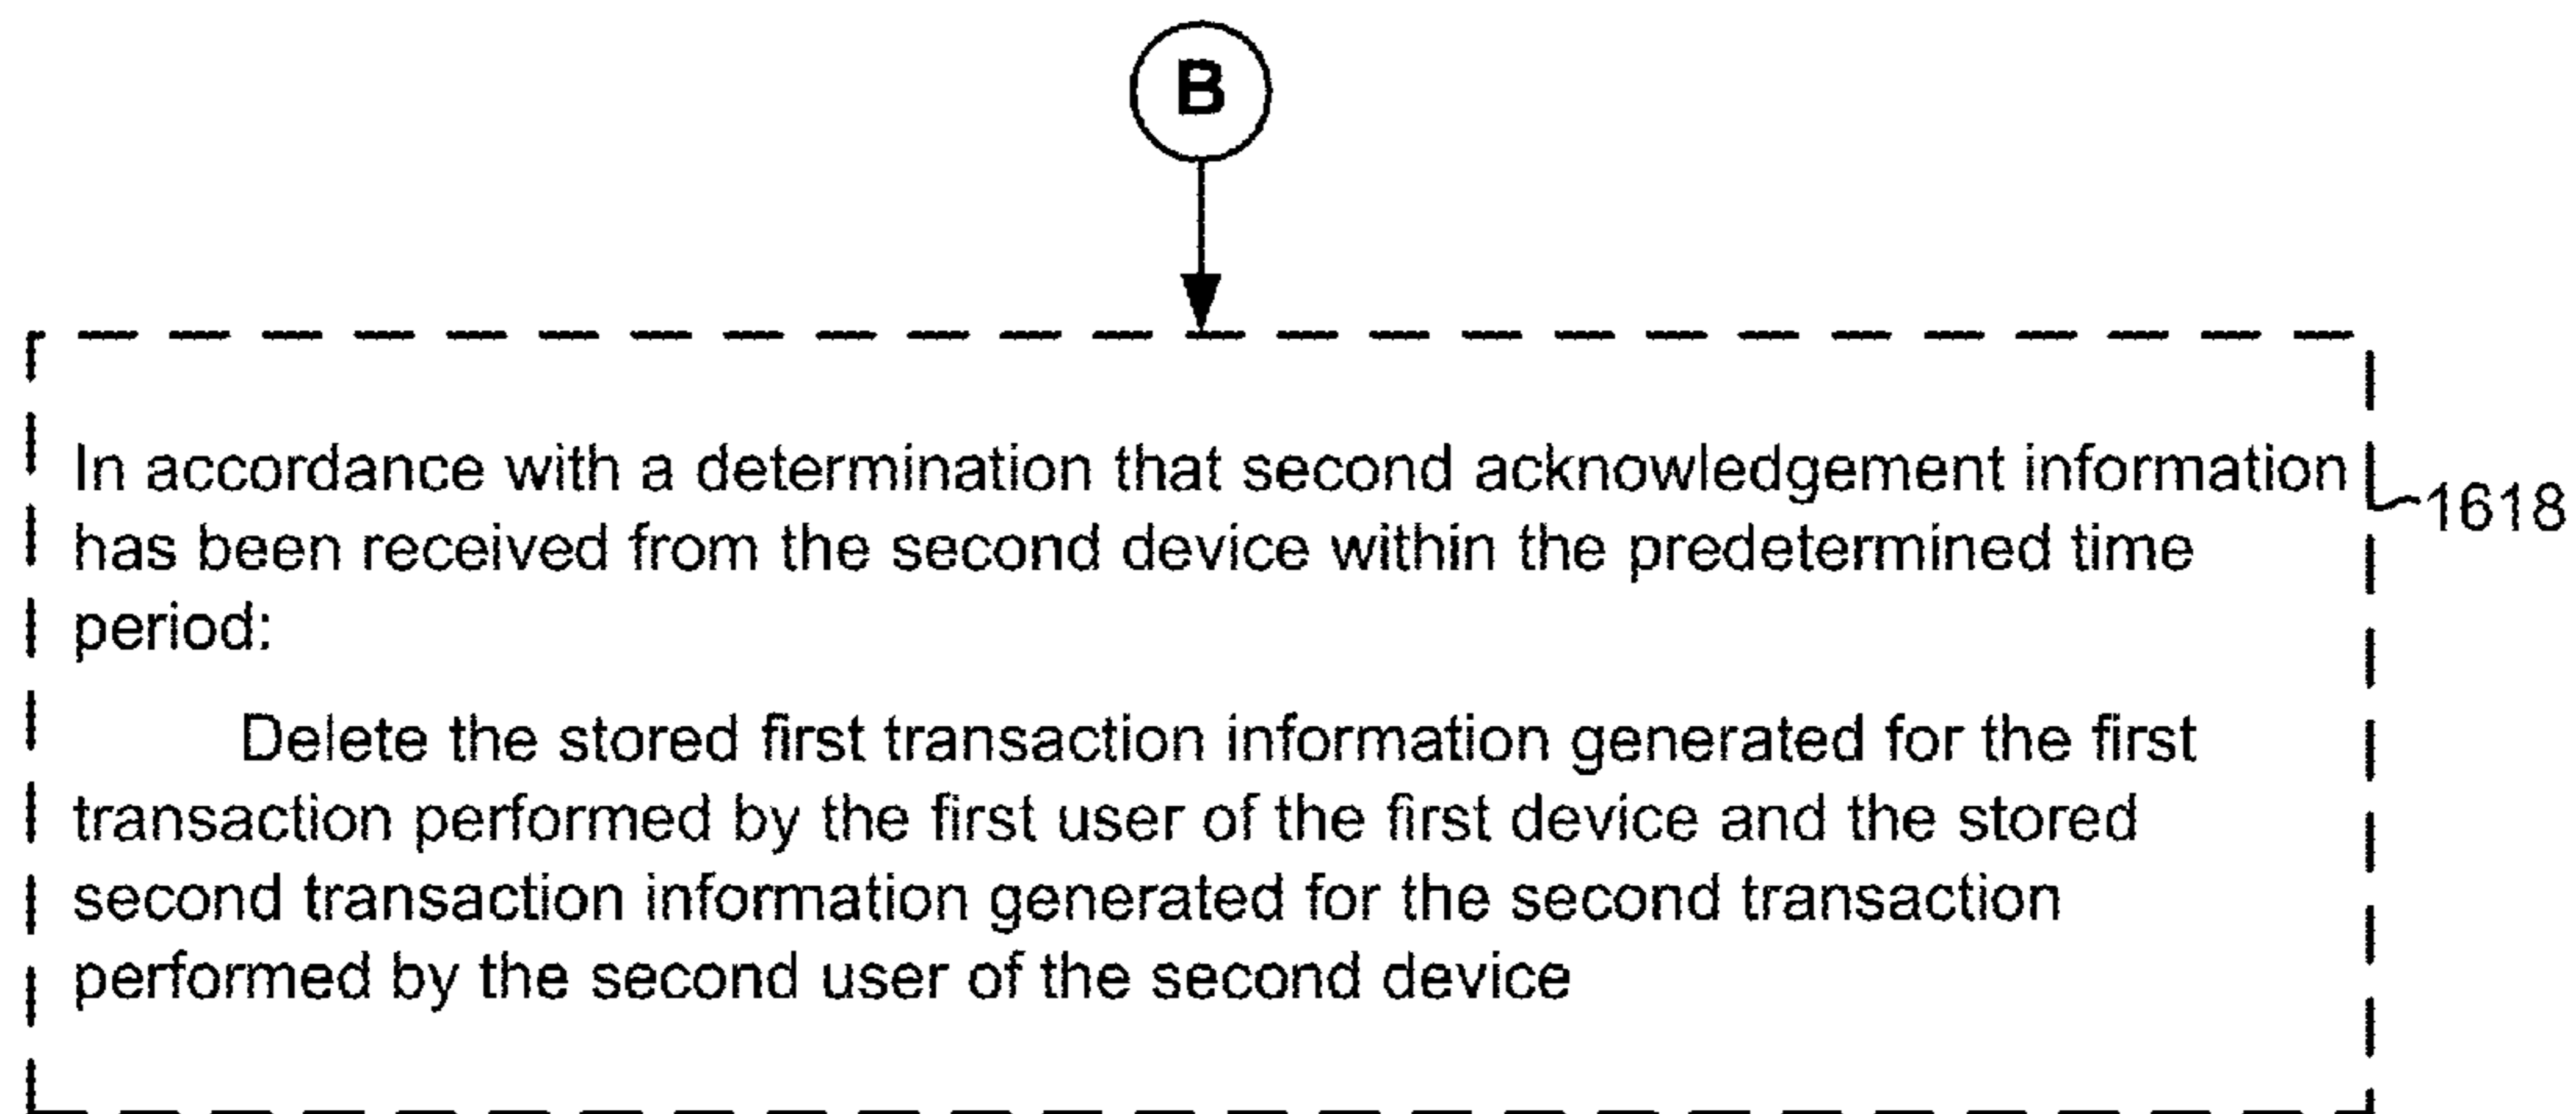 B
In accordance with a determination that second acknowledgement information
has been received from the second device within the predetermined time
period:
Delete the stored first transaction information generated for the first
transaction performed by the first user of the first device and the stored
second transaction information generated for the second transaction
performed by the second user of the second device
1618